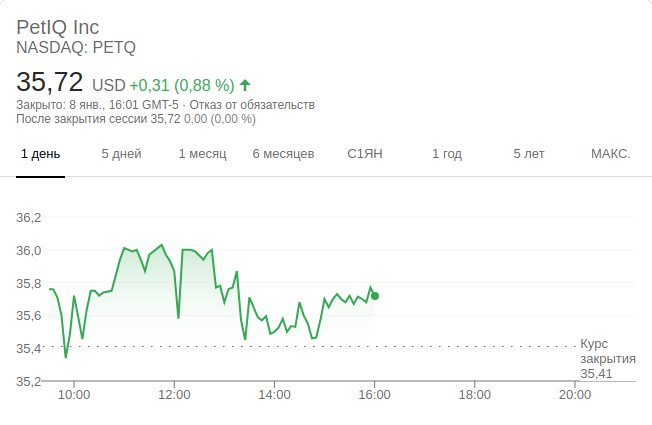 PetIQ Inc
NASDAQ: PETQ
35,72 USD +0,31 (0,88 %)
Закрыто: 8 янв., 16:01 GMT-5 · Отказ от обязательств
После закрытия сессии 35,72 0,00 (0,00 %)
1 день 5 дней 1 месяц 6 месяцев С1ЯН 1 год 5 лет МАКС.
36,2
36,0
35,8
35,6
35,4
35,2
Курс
закрытия
35,41
10:00 12:00 14:00 16:00 18:00 20:00